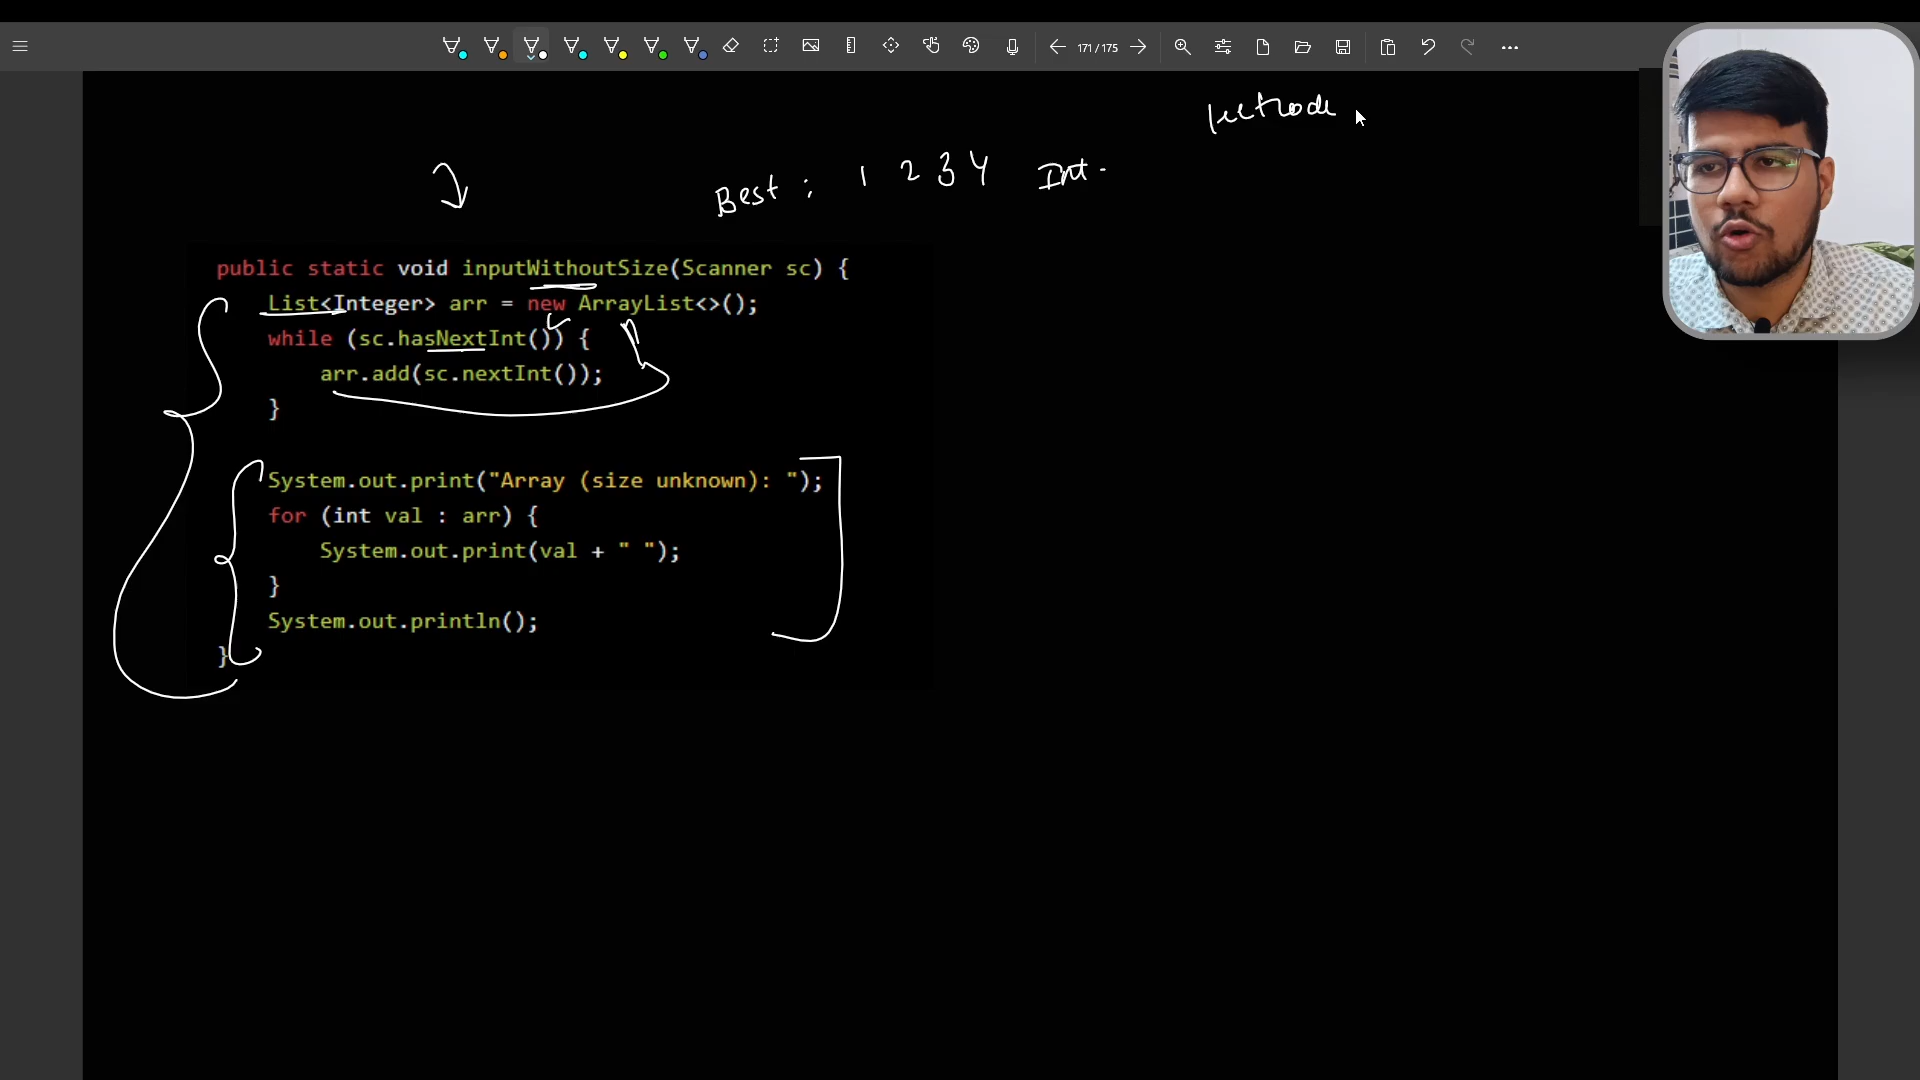 171 / 175
leetcode
Best : 1 2 3 4 Int.
public static void inputWithoutSize(Scanner sc) {
List<Integer> arr = new ArrayList<>();
while (sc.hasNextInt()) {
arr.add(sc.nextInt());
}
System.out.print("Array (size unknown): ");
for (int val : arr) {
System.out.print(val + " ");
}
System.out.println();
}